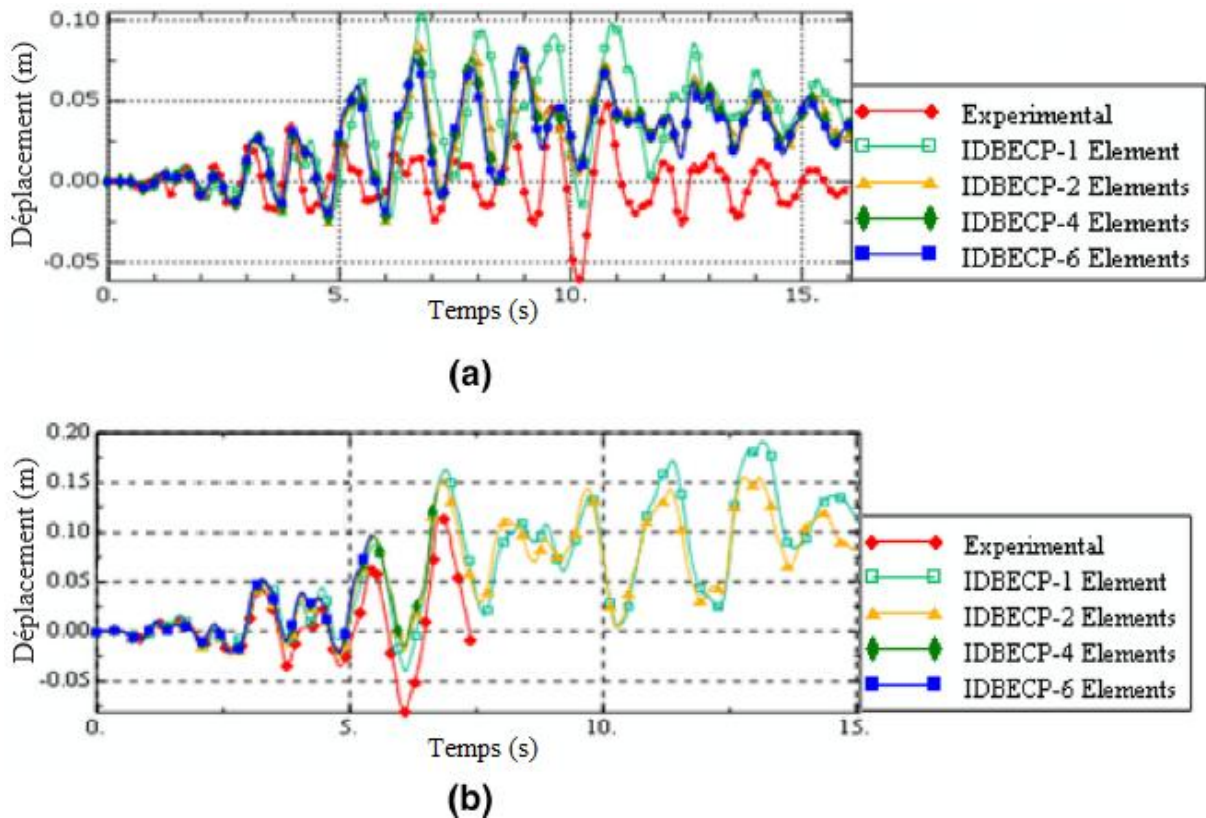 0.10
0.05
0.00
-0.05
Déplacement (m)
0. 5. 10. 15.
Temps (s)
Experimental
IDBECP-1 Element
IDBECP-2 Elements
IDBECP-4 Elements
IDBECP-6 Elements
(a)
0.20
0.15
0.10
0.05
0.00
-0.05
Déplacement (m)
0. 5. 10. 15.
Temps (s)
Experimental
IDBECP-1 Element
IDBECP-2 Elements
IDBECP-4 Elements
IDBECP-6 Elements
(b)